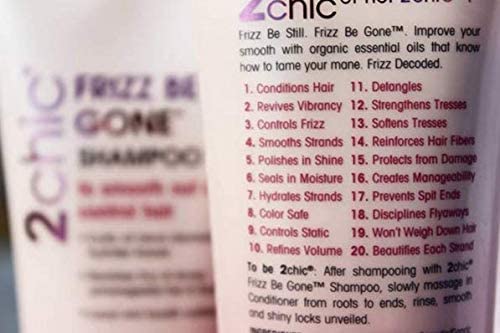 2chic®
FRIZZ BE
GONE™
SHAMPOO
2chic
Frizz Be Still. Frizz Be Gone™. Improve your
smooth with organic essential oils that know
how to tame your mane. Frizz Decoded.
1. Conditions Hair
2. Revives Vibrancy
3. Controls Frizz
4. Smooths Strands
5. Polishes in Shine
6. Seals in Moisture
7. Hydrates Strands
8. Color Safe
9. Controls Static
10. Refines Volume
11. Detangles
12. Strengthens Tresses
13. Softens Tresses
14. Reinforces Hair Fibers
15. Protects from Damage
16. Creates Manageability
17. Prevents Spit Ends
18. Disciplines Flyaways
19. Won't Weigh Down Hair
20. Beautifies Each Strand
To be 2chic®: After shampooing with 2chic®
Frizz Be Gone™ Shampoo, slowly massage in
Conditioner from roots to ends, rinse, smooth
and shiny locks unveiled.